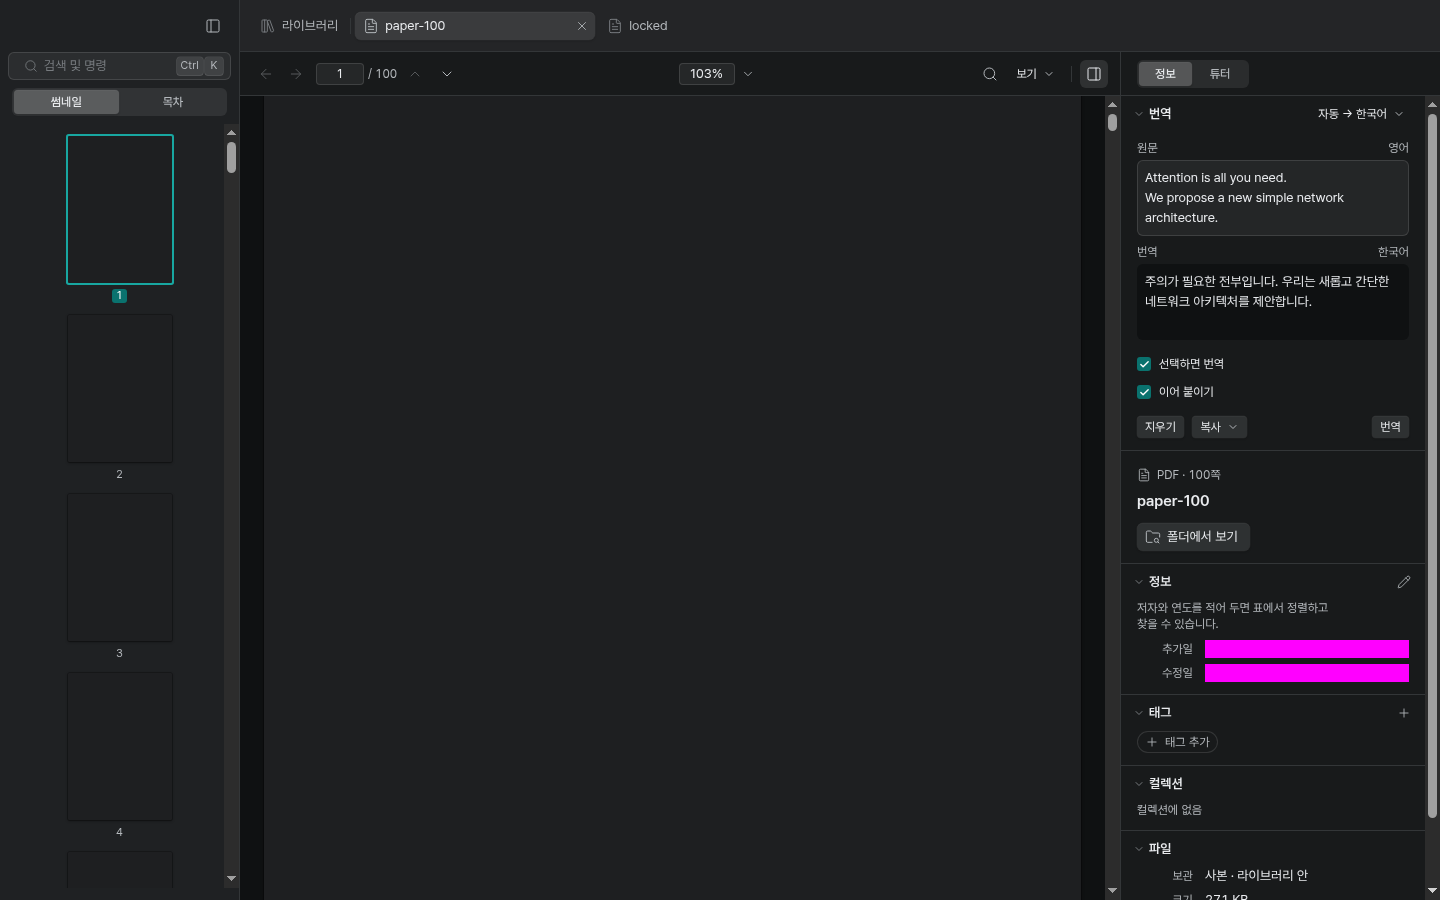 라이브러리
paper-100
locked
검색 및 명령
Ctrl K
썸네일
목차
1
2
3
4
1 / 100
103%
보기
정보
튜터
번역
자동 → 한국어
원문
영어
Attention is all you need.
We propose a new simple network
architecture.
번역
한국어
주의가 필요한 전부입니다. 우리는 새롭고 간단한
네트워크 아키텍처를 제안합니다.
선택하면 번역
이어 붙이기
지우기
복사
번역
PDF · 100쪽
paper-100
폴더에서 보기
정보
저자와 연도를 적어 두면 표에서 정렬하고
찾을 수 있습니다.
추가일
수정일
태그
태그 추가
컬렉션
컬렉션에 없음
파일
보관 사본 · 라이브러리 안